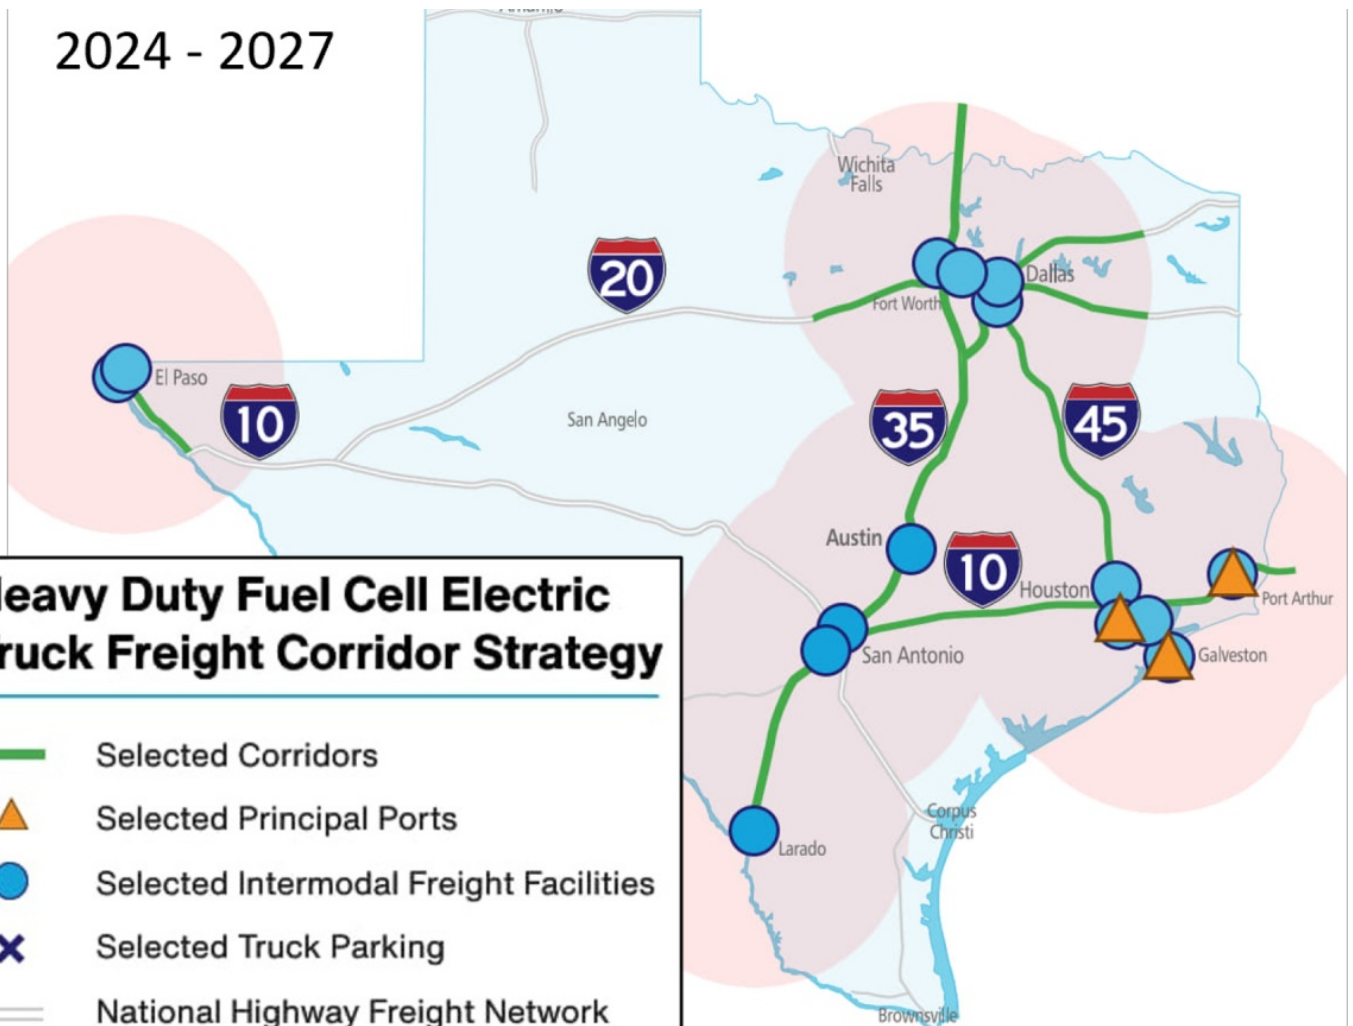 2024 - 2027
Wichita
Falls
20
Dallas
Fort Worth
El Paso
10
San Angelo
35
45
Austin
10
Houston
Port Arthur
San Antonio
Galveston
Corpus
Christi
Larado
Brownsville
eavy Duty Fuel Cell Electric
ruck Freight Corridor Strategy
Selected Corridors
Selected Principal Ports
Selected Intermodal Freight Facilities
Selected Truck Parking
National Highway Freight Network